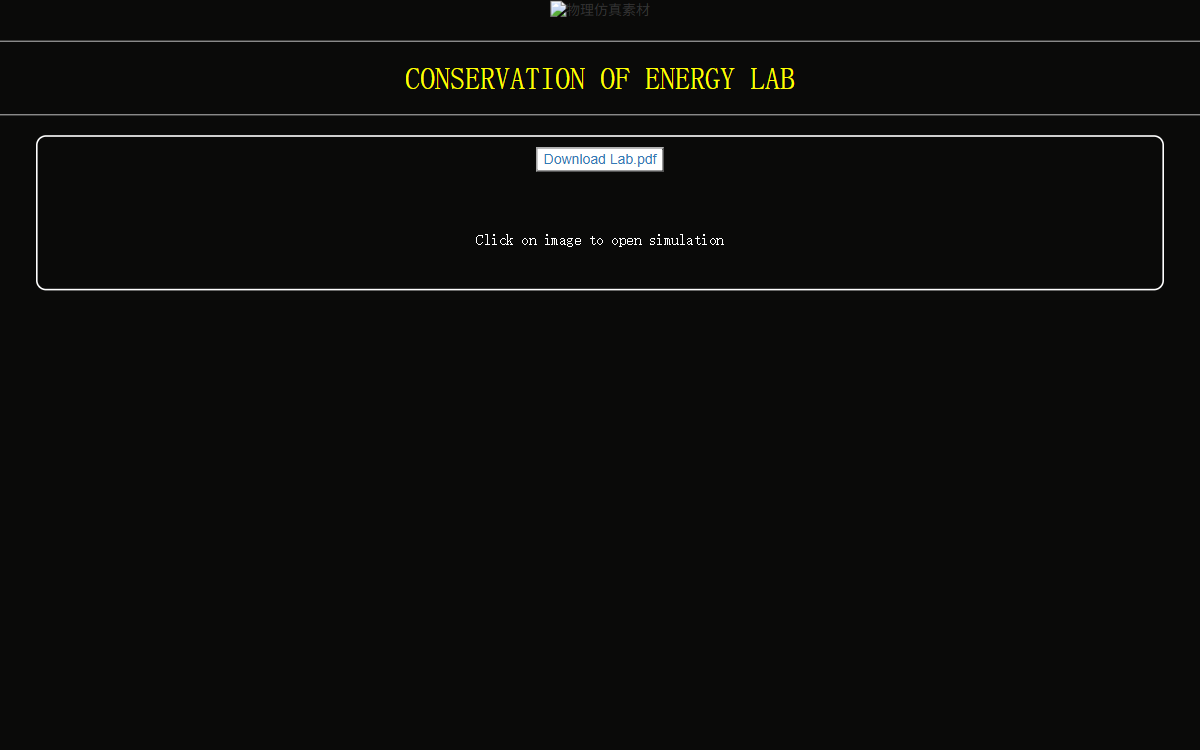 物理仿真素材
CONSERVATION OF ENERGY LAB
Download Lab.pdf
Click on image to open simulation